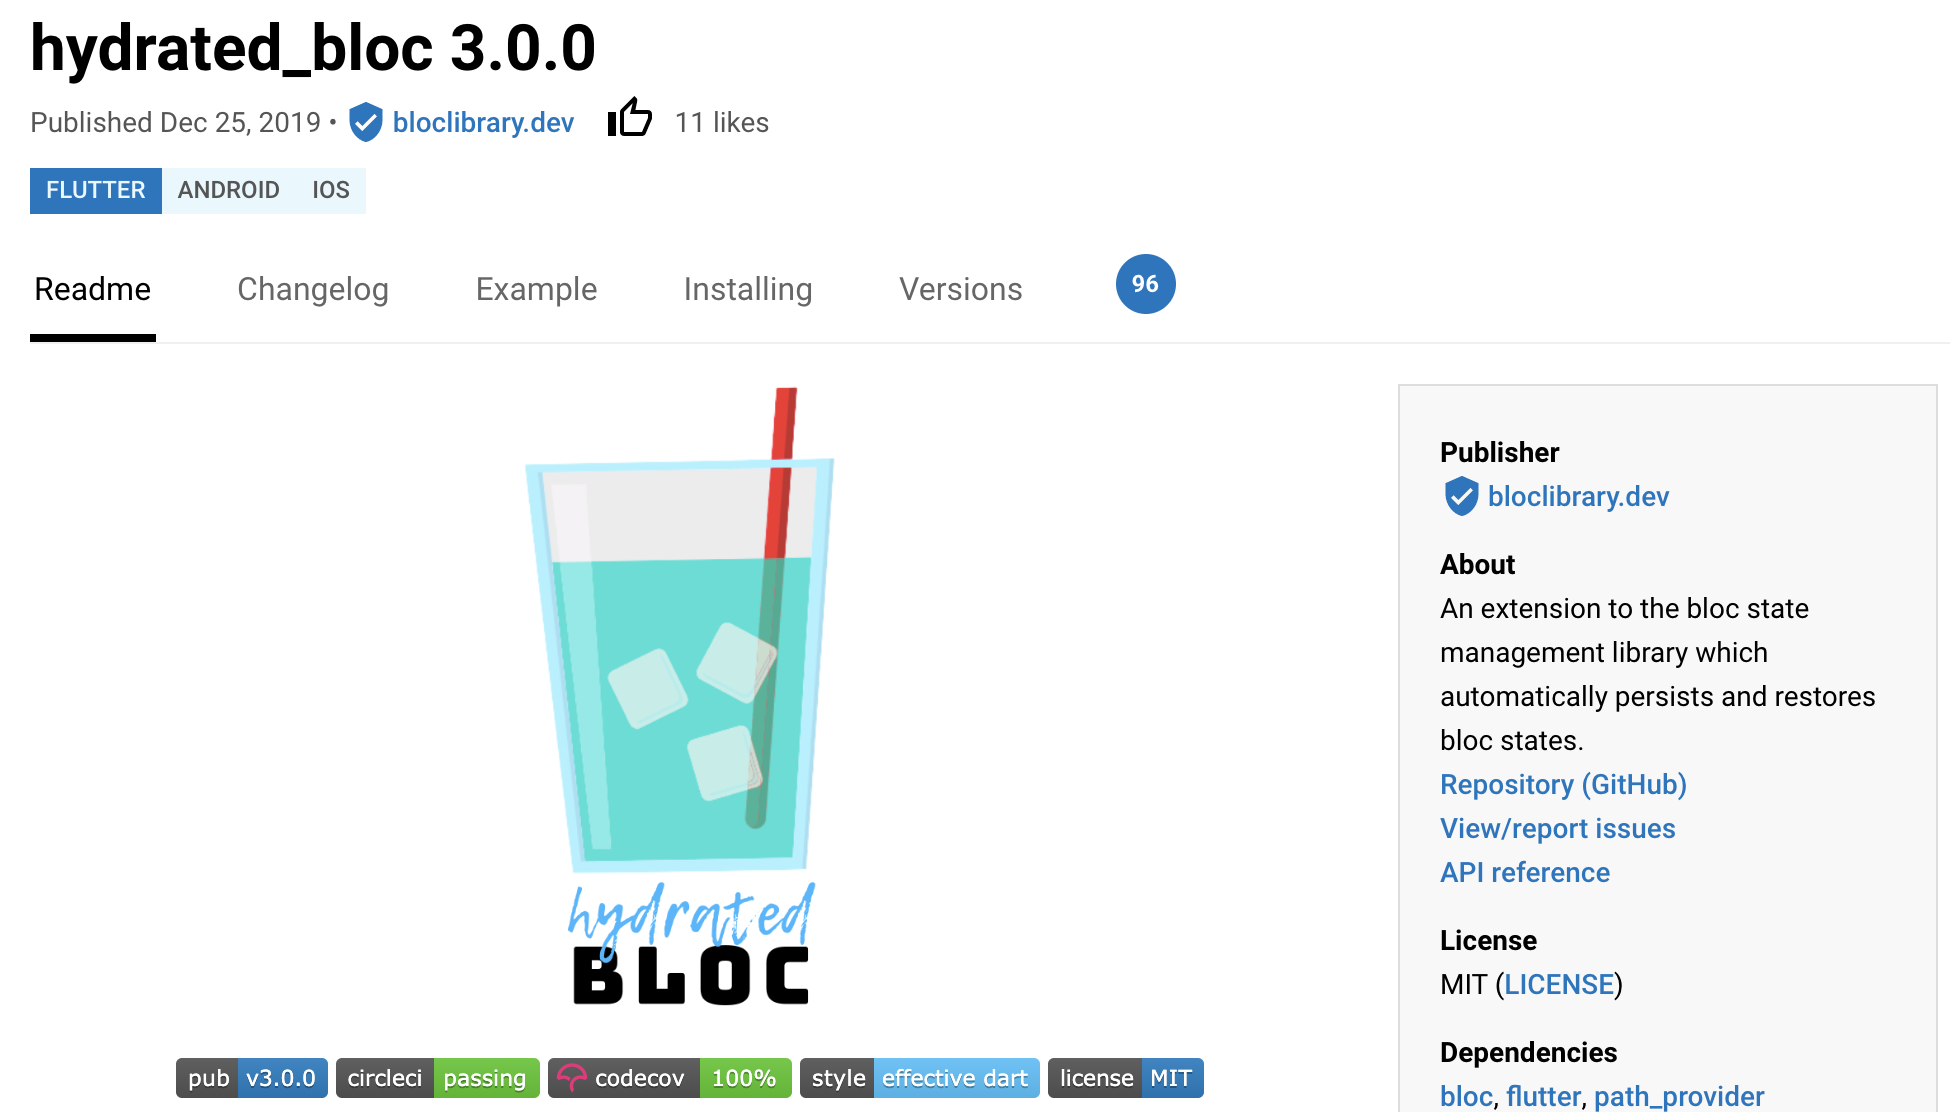 hydrated_bloc 3.0.0
Published Dec 25, 2019 • bloclibrary.dev 11 likes
FLUTTER ANDROID IOS
Readme Changelog Example Installing Versions 96
hydrated
BLOC
pub v3.0.0 circleci passing codecov 100% style effective dart license MIT
Publisher
bloclibrary.dev
About
An extension to the bloc state
management library which
automatically persists and restores
bloc states.
Repository (GitHub)
View/report issues
API reference
License
MIT (LICENSE)
Dependencies
bloc, flutter, path_provider